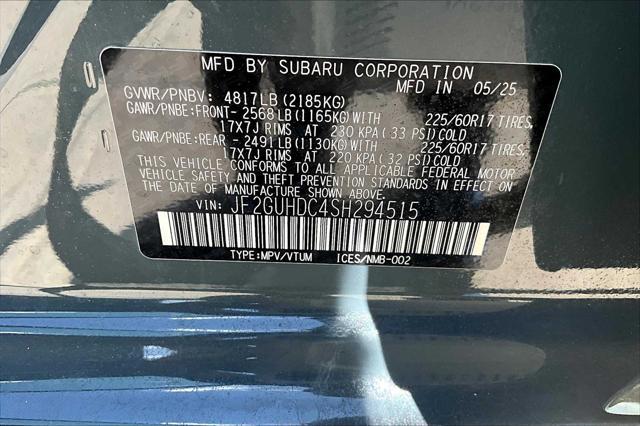 MFD BY SUBARU CORPORATION
GVWR/PNBV: 4817LB (2185KG) MFD IN 05/25
GAWR/PNBE:FRONT- 2568LB (1165KG) WITH 225/60R17 TIRES,
17X7J RIMS AT 230 KPA (33 PSI) COLD
GAWR/PNBE:REAR - 2491LB (1130KG) WITH 225/60R17 TIRES,
17X7J RIMS AT 220 KPA (32 PSI) COLD
THIS VEHICLE CONFORMS TO ALL APPLICABLE FEDERAL MOTOR
VEHICLE SAFETY AND THEFT PREVENTION STANDARDS IN EFFECT ON
THE DATE OF MANUFACTURE SHOWN ABOVE.
VIN: JF2GUHDC4SH294515
TYPE:MPV/VTUM ICES/NMB-002